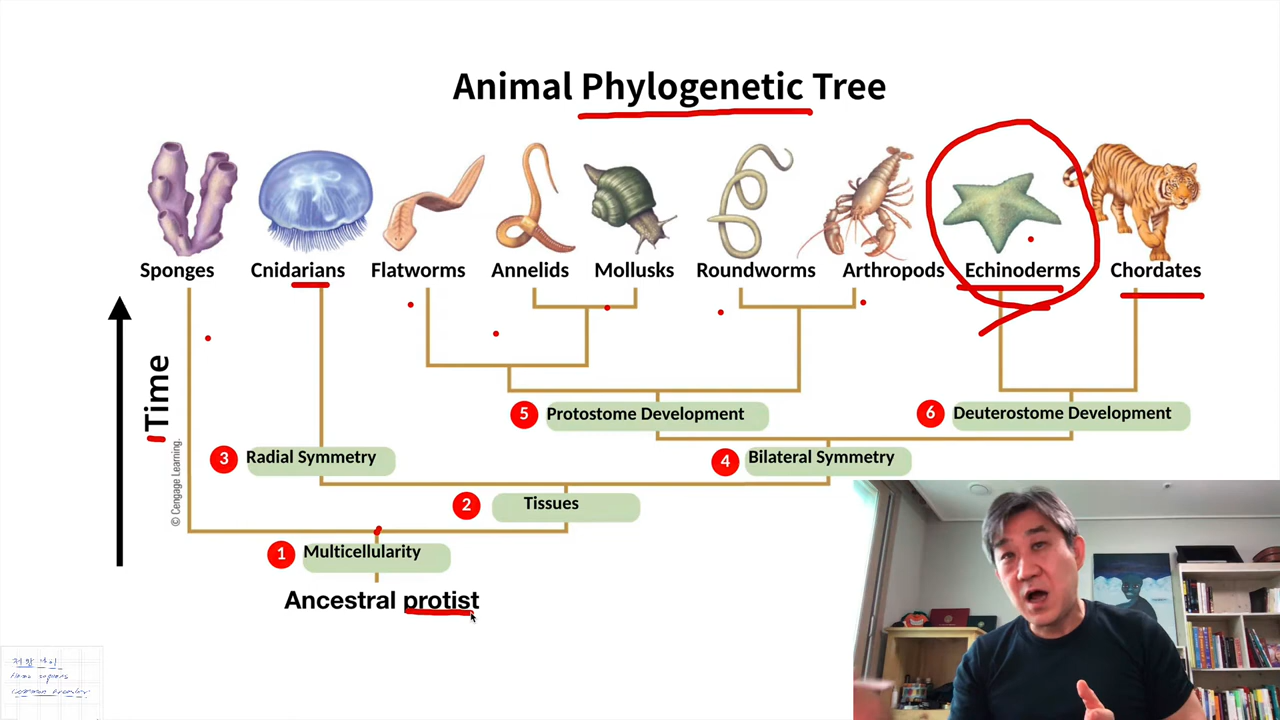 Animal Phylogenetic Tree
Sponges Cnidarians Flatworms Annelids Mollusks Roundworms Arthropods Echinoderms Chordates
Time
© Cengage Learning.
5 Protostome Development
6 Deuterostome Development
3 Radial Symmetry
4 Bilateral Symmetry
2 Tissues
1 Multicellularity
Ancestral protist